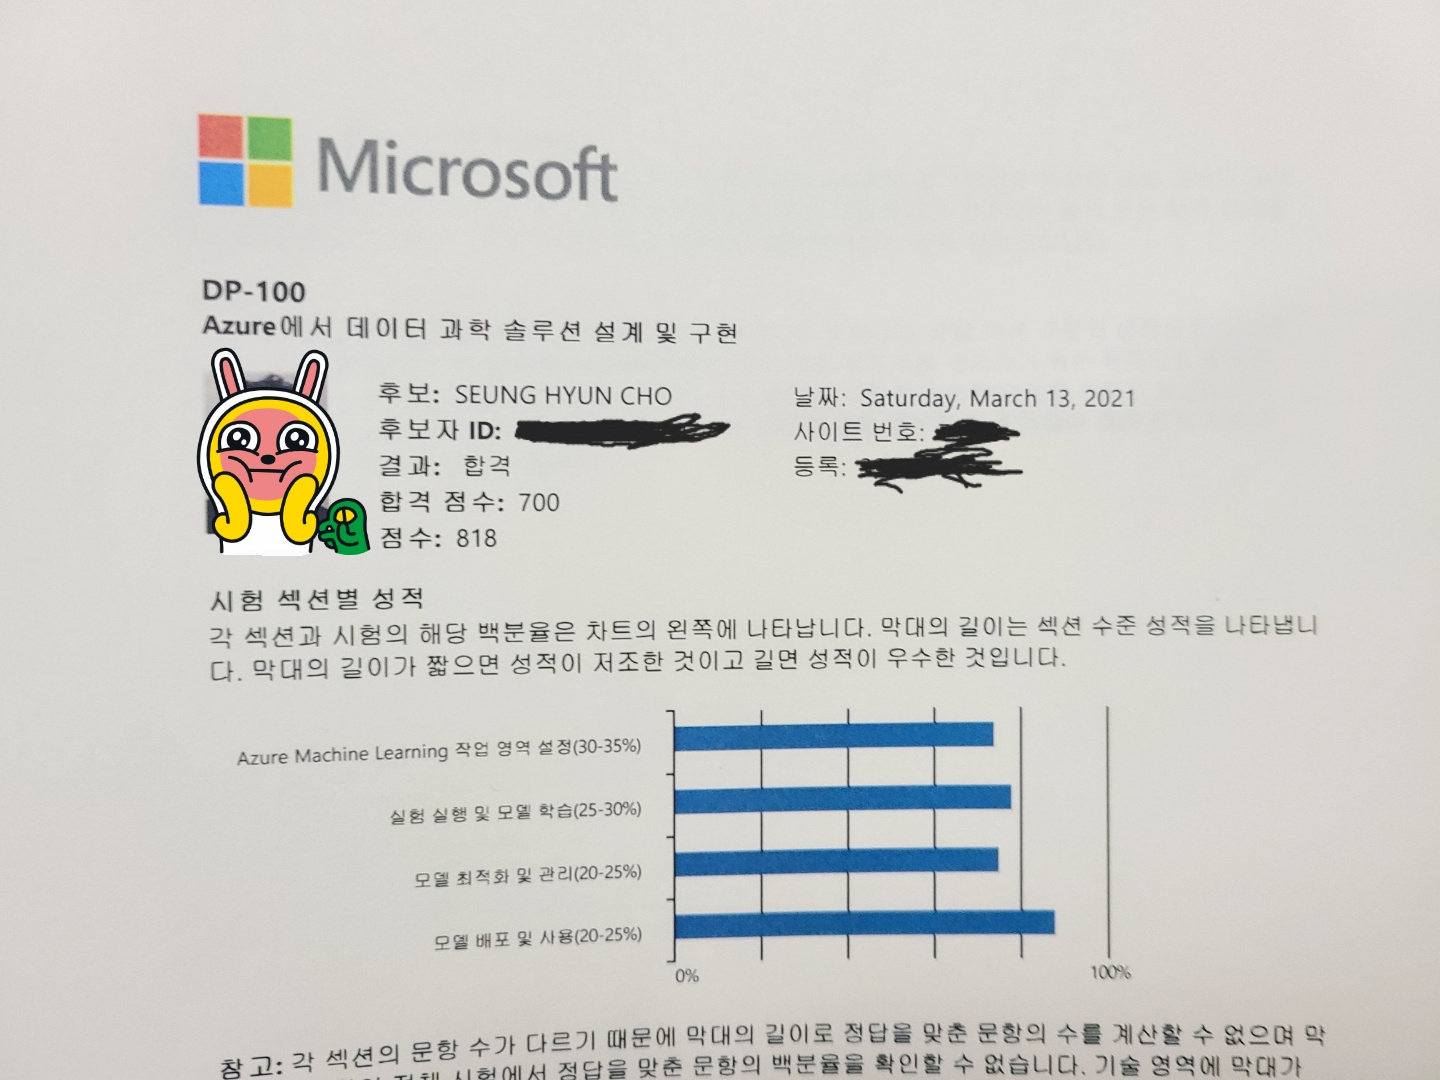 Microsoft
DP-100
Azure에서 데이터 과학 솔루션 설계 및 구현
후보: SEUNG HYUN CHO
후보자 ID:
결과: 합격
합격 점수: 700
점수: 818
날짜: Saturday, March 13, 2021
사이트 번호:
등록:
시험 섹션별 성적
각 섹션과 시험의 해당 백분율은 차트의 왼쪽에 나타납니다. 막대의 길이는 섹션 수준 성적을 나타냅니
다. 막대의 길이가 짧으면 성적이 저조한 것이고 길면 성적이 우수한 것입니다.
Azure Machine Learning 작업 영역 설정(30-35%)
실험 실행 및 모델 학습(25-30%)
모델 최적화 및 관리(20-25%)
모델 배포 및 사용(20-25%)
0% 100%
참고: 각 섹션의 문항 수가 다르기 때문에 막대의 길이로 정답을 맞춘 문항의 수를 계산할 수 없으며 막
전체 시험에서 정답을 맞춘 문항의 백분율을 확인할 수 없습니다. 기술 영역에 막대가